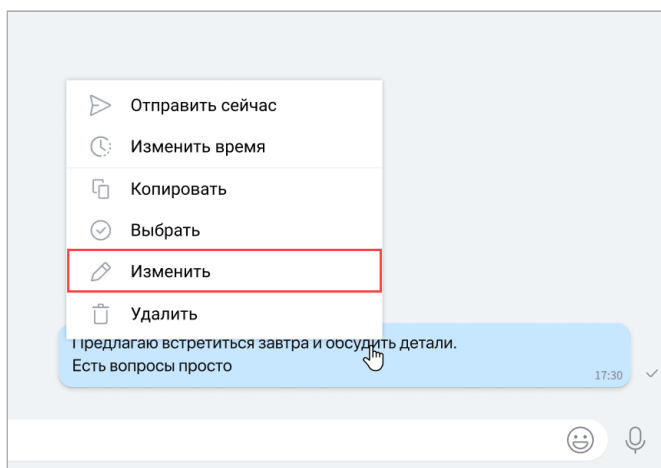 Отправить сейчас
Изменить время
Копировать
Выбрать
Изменить
Удалить
Предлагаю встретиться завтра и обсудить детали.
Есть вопросы просто
17:30